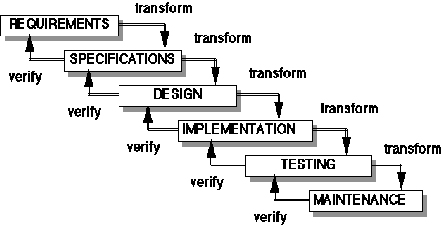 transform
REQUIREMENTS
transform
verify
SPECIFICATIONS
transform
verify
DESIGN
transform
verify
IMPLEMENTATION
transform
verify
TESTING
verify
MAINTENANCE